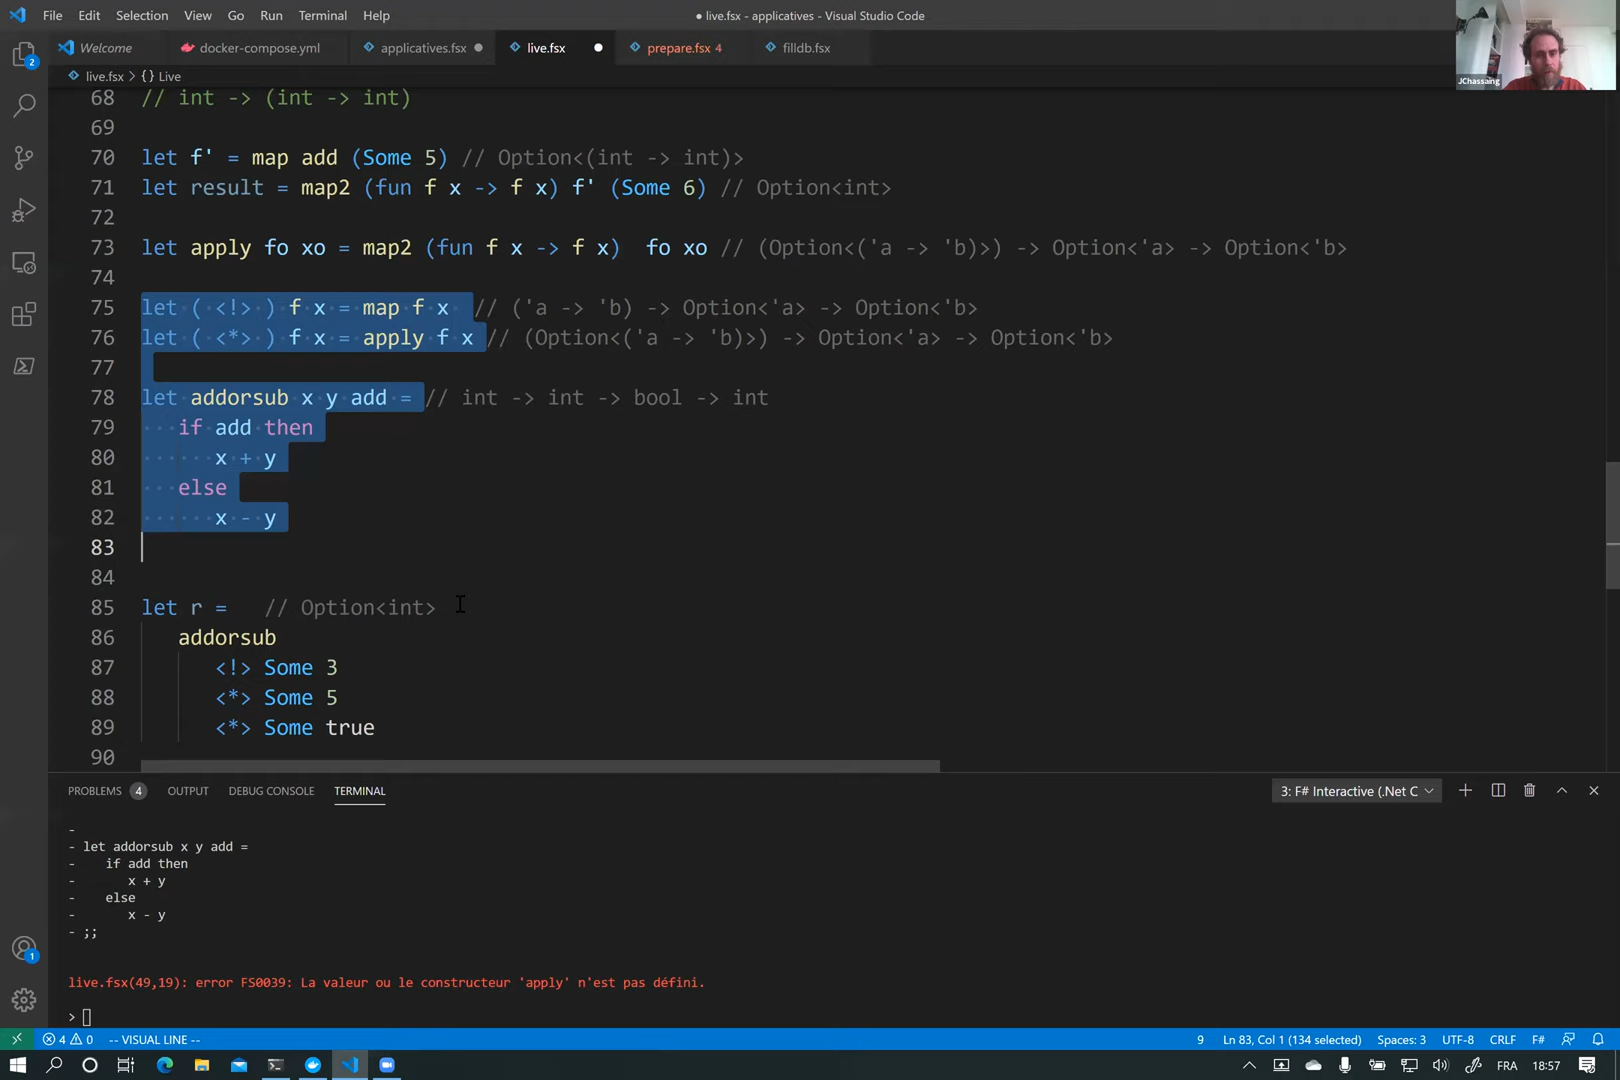 File Edit Selection View Go Run Terminal Help
● live.fsx - applicatives - Visual Studio Code
JChassaing
Welcome docker-compose.yml applicatives.fsx live.fsx prepare.fsx 4 filldb.fsx
live.fsx > {} Live
68 // int -> (int -> int)
69
70 let f' = map add (Some 5) // Option<(int -> int)>
71 let result = map2 (fun f x -> f x) f' (Some 6) // Option<int>
72
73 let apply fo xo = map2 (fun f x -> f x)  fo xo // (Option<('a -> 'b)>) -> Option<'a> -> Option<'b>
74
75 let ( <!> ) f x = map f x  // ('a -> 'b) -> Option<'a> -> Option<'b>
76 let ( <*> ) f x = apply f x // (Option<('a -> 'b)>) -> Option<'a> -> Option<'b>
77
78 let addorsub x y add = // int -> int -> bool -> int
79    if add then
80       x + y
81    else
82       x - y
83
84
85 let r =   // Option<int>
86    addorsub
87       <!> Some 3
88       <*> Some 5
89       <*> Some true
90
2
PROBLEMS 4 OUTPUT DEBUG CONSOLE TERMINAL 3: F# Interactive (.Net C
-
- let addorsub x y add =
-    if add then
-       x + y
-    else
-       x - y
- ;;
live.fsx(49,19): error FS0039: La valeur ou le constructeur 'apply' n'est pas défini.
>
1
4 0 -- VISUAL LINE -- 9 Ln 83, Col 1 (134 selected) Spaces: 3 UTF-8 CRLF F#
FRA 18:57